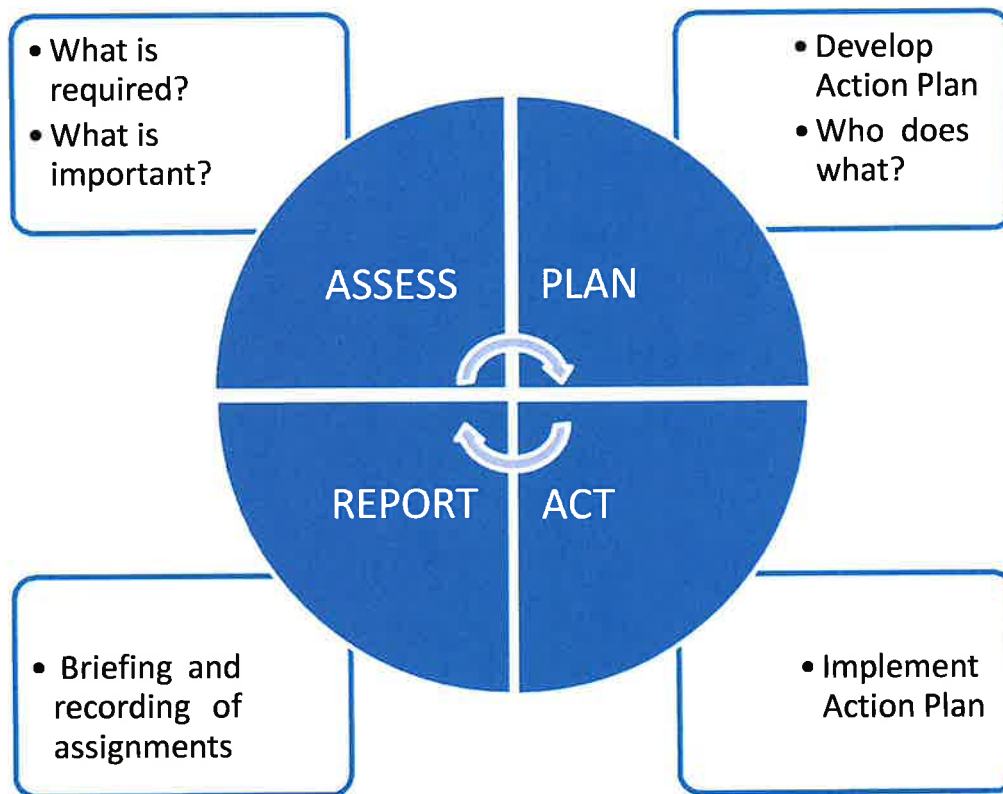 • What is
required?
• What is
important?
• Develop
Action Plan
• Who does
what?
ASSESS
PLAN
REPORT
ACT
• Briefing and
recording of
assignments
• Implement
Action Plan